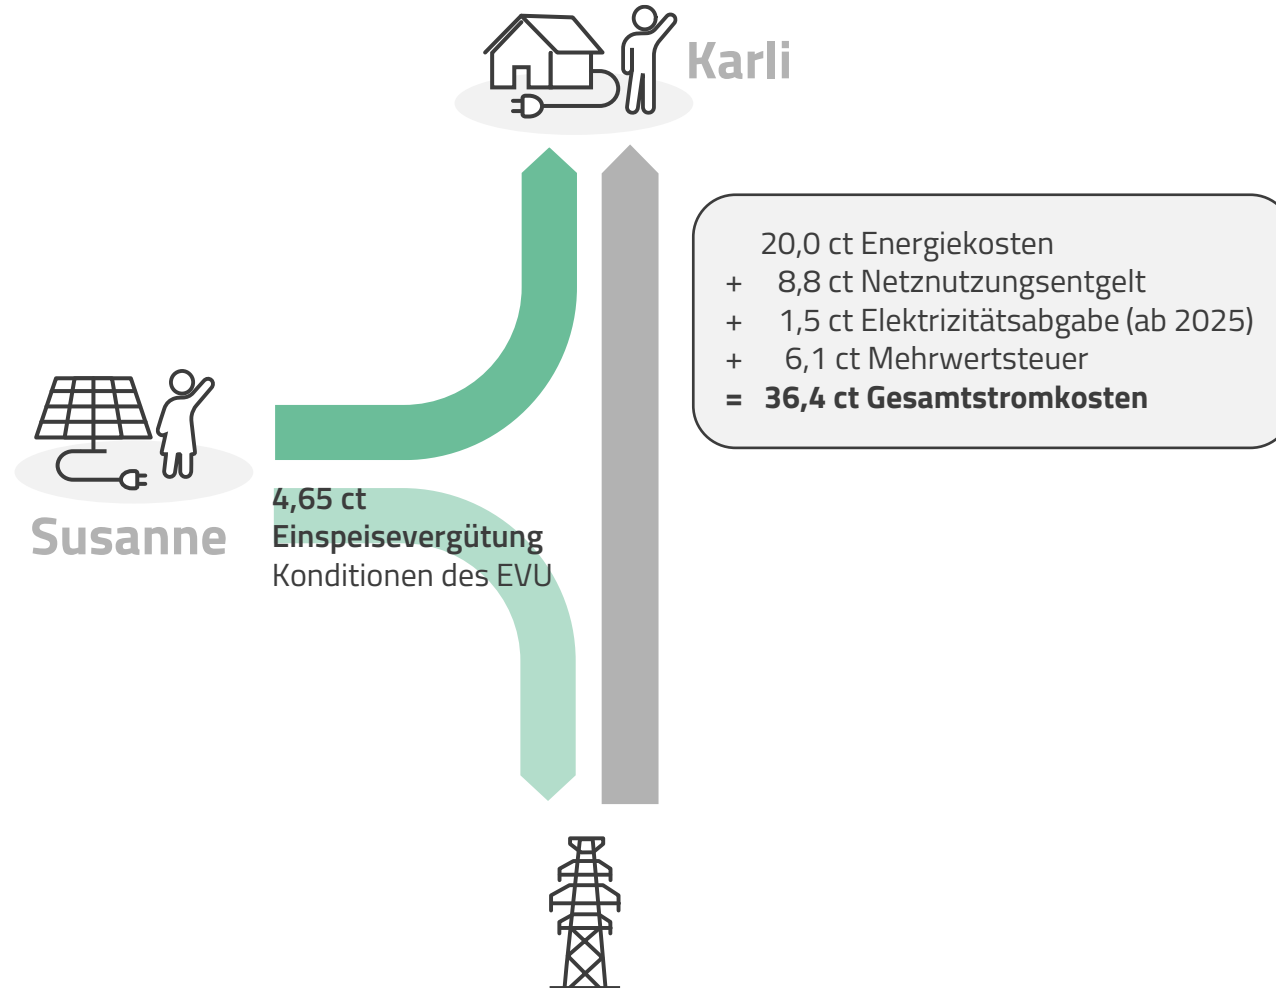 Karli
20,0 ct Energiekosten
+ 8,8 ct Netznutzungsentgelt
+ 1,5 ct Elektrizitätsabgabe (ab 2025)
+ 6,1 ct Mehrwertsteuer
= 36,4 ct Gesamtstromkosten
Susanne
4,65 ct
Einspeisevergütung
Konditionen des EVU